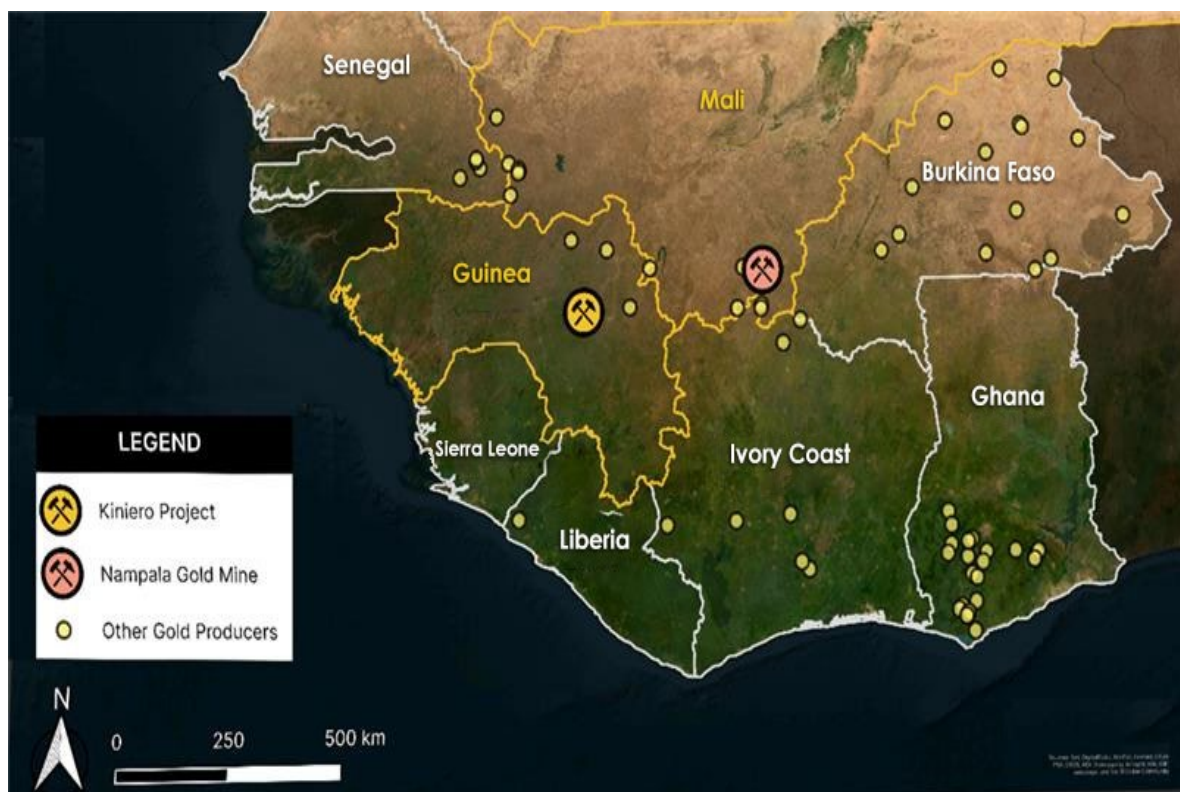 Senegal
Mali
Burkina Faso
Guinea
Ghana
Ivory Coast
Sierra Leone
Liberia
LEGEND
Kiniero Project
Nampala Gold Mine
Other Gold Producers
N
0 250 500 km